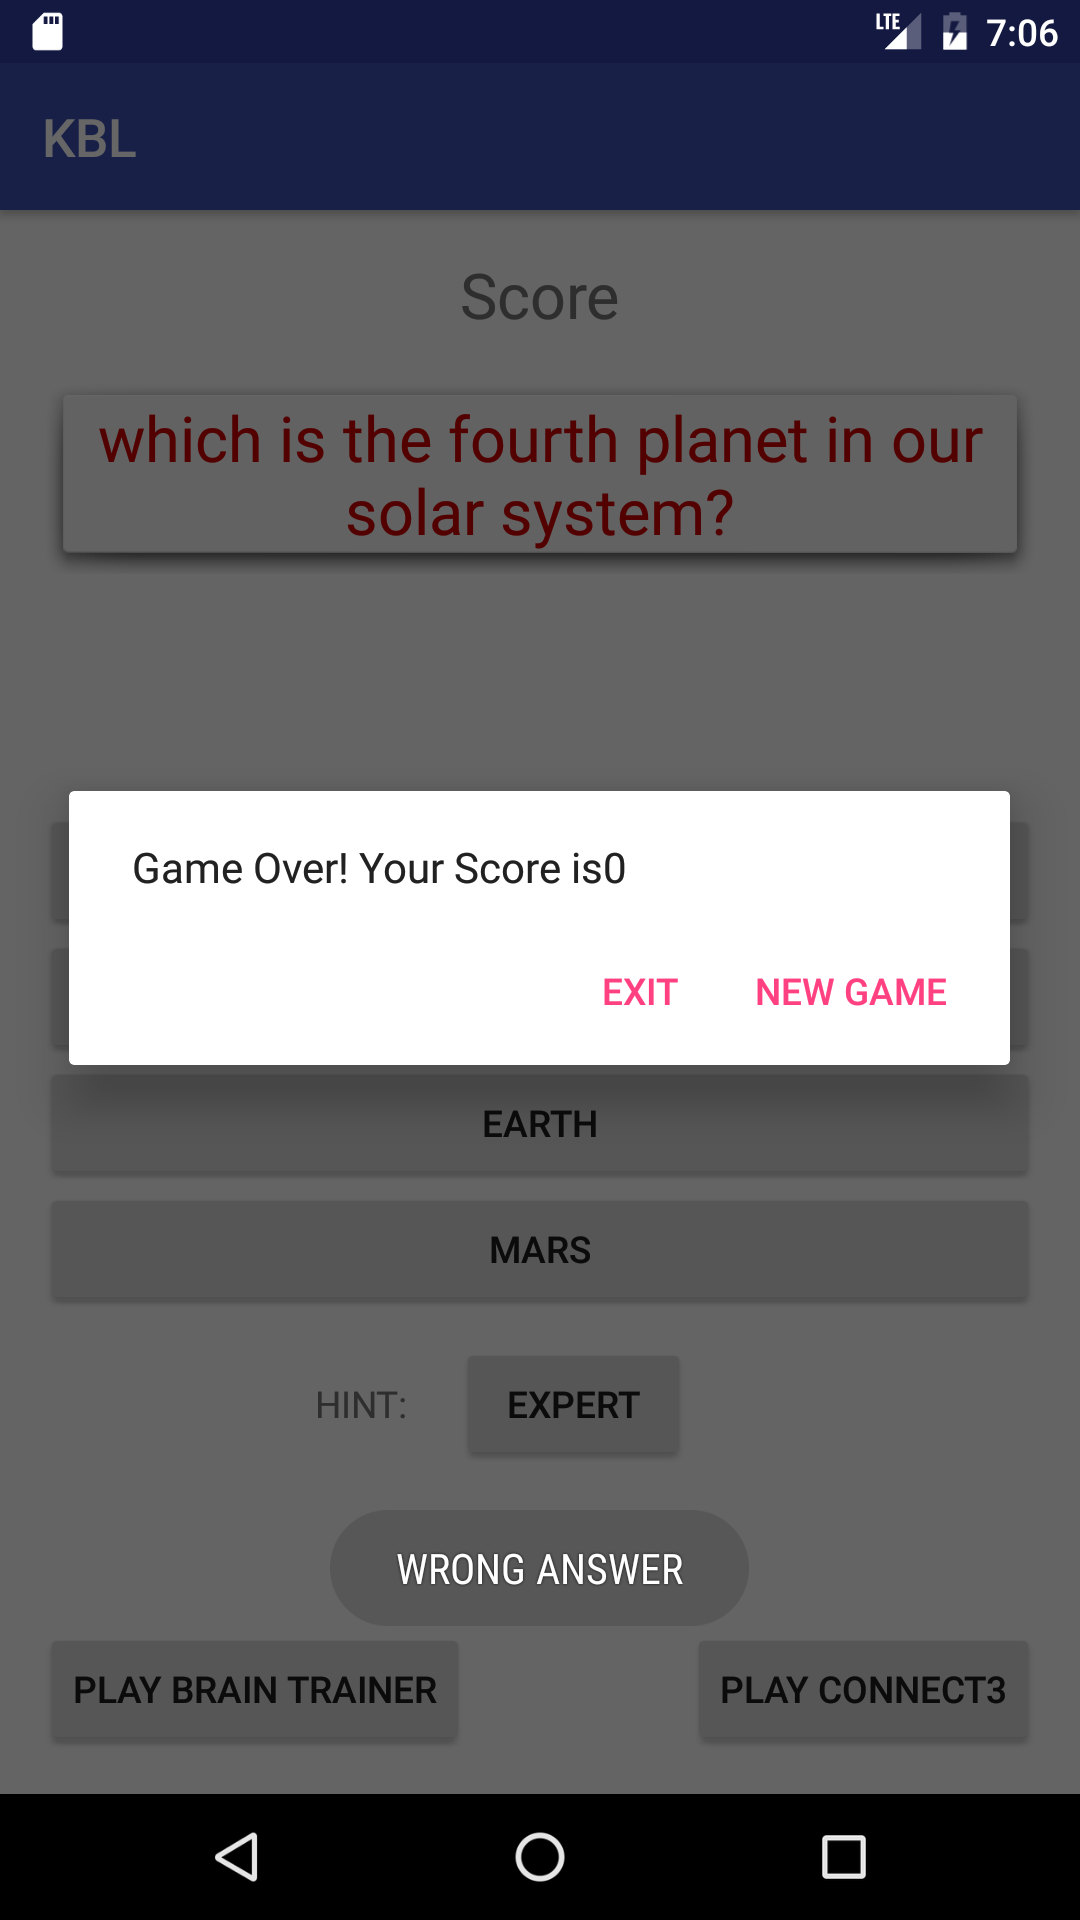 LTE 7:06
KBL
Score
which is the fourth planet in our
solar system?
Game Over! Your Score is0
EXIT NEW GAME
EARTH
MARS
HINT: EXPERT
WRONG ANSWER
PLAY BRAIN TRAINER PLAY CONNECT3